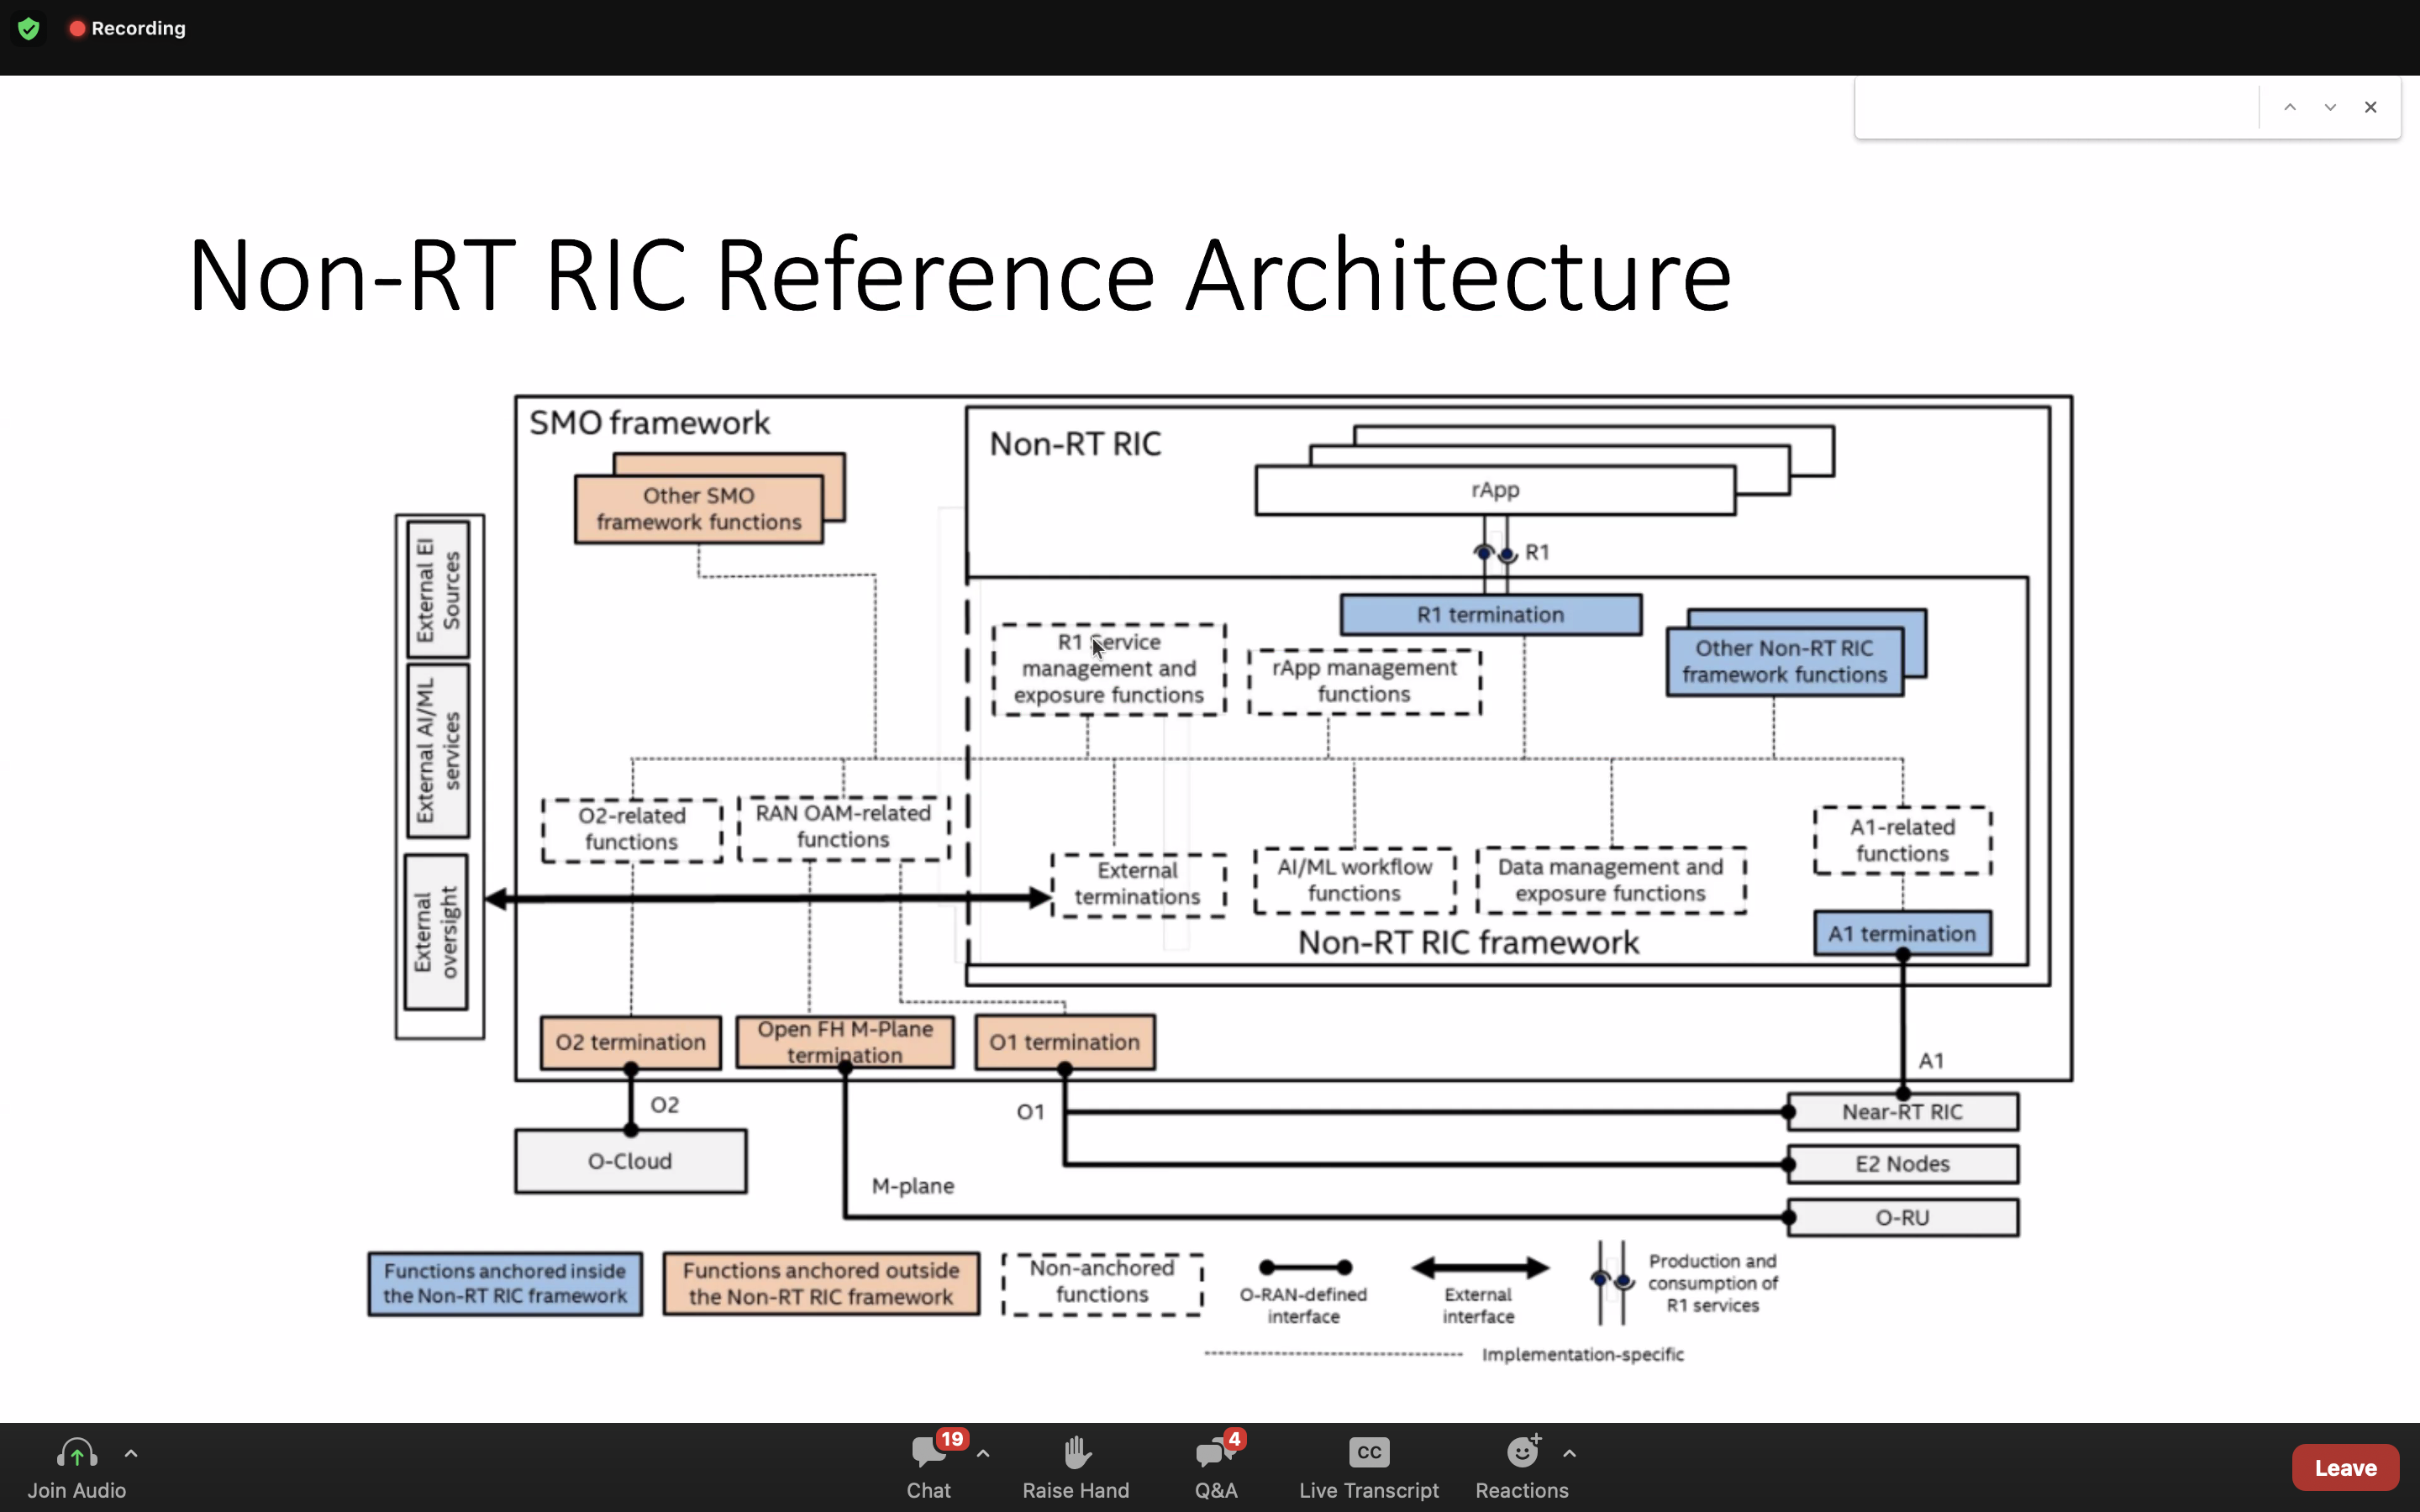 Recording
Non-RT RIC Reference Architecture
SMO framework
Non-RT RIC
Other SMO
framework functions
rApp
R1
External EI
Sources
External AI/ML
services
External
oversight
R1 termination
R1 Service
management and
exposure functions
rApp management
functions
Other Non-RT RIC
framework functions
O2-related
functions
RAN OAM-related
functions
External
terminations
AI/ML workflow
functions
Data management and
exposure functions
A1-related
functions
A1 termination
Non-RT RIC framework
O2 termination
Open FH M-Plane
termination
O1 termination
A1
O2
O1
Near-RT RIC
O-Cloud
E2 Nodes
M-plane
O-RU
Functions anchored inside
the Non-RT RIC framework
Functions anchored outside
the Non-RT RIC framework
Non-anchored
functions
O-RAN-defined
interface
External
interface
Production and
consumption of
R1 services
Implementation-specific
Join Audio
19
Chat
Raise Hand
4
Q&A
CC
Live Transcript
Reactions
Leave